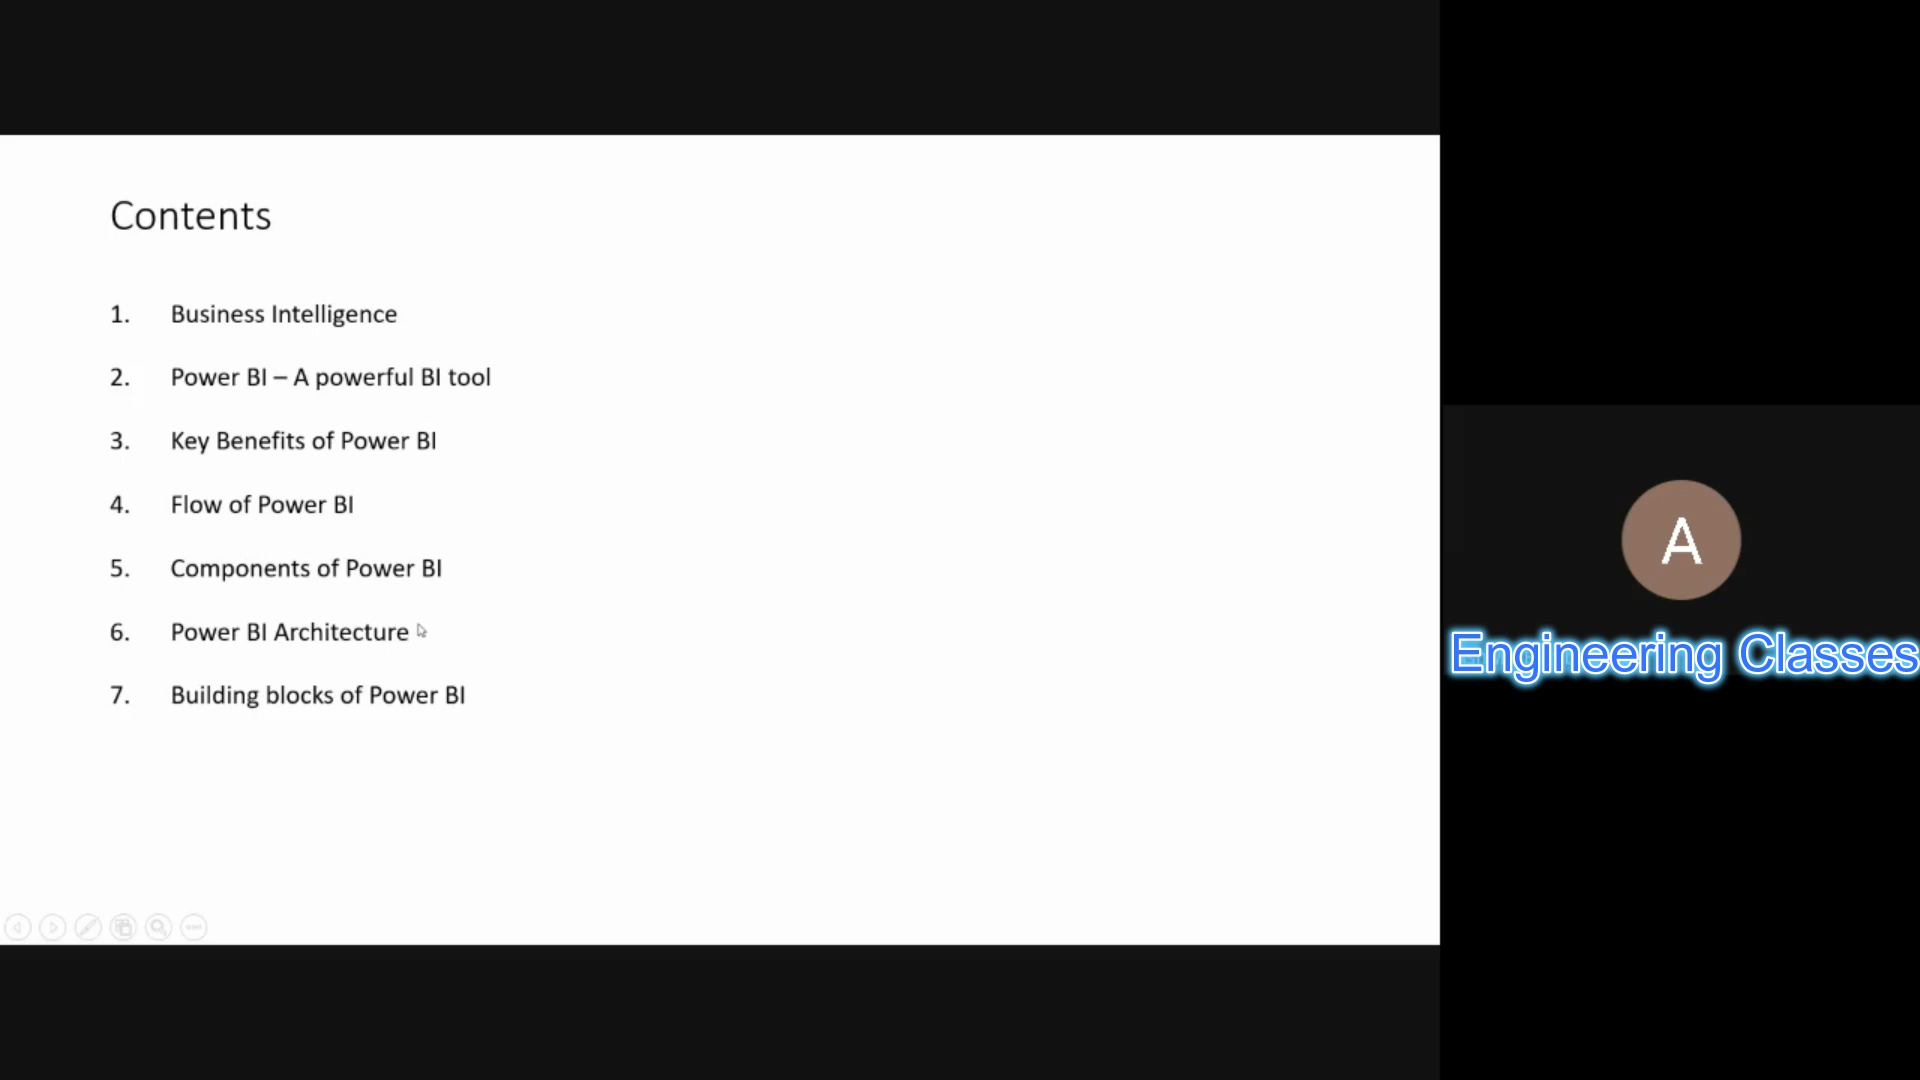 Contents
1. Business Intelligence
2. Power BI – A powerful BI tool
3. Key Benefits of Power BI
4. Flow of Power BI
5. Components of Power BI
6. Power BI Architecture
7. Building blocks of Power BI
A
Engineering Classes